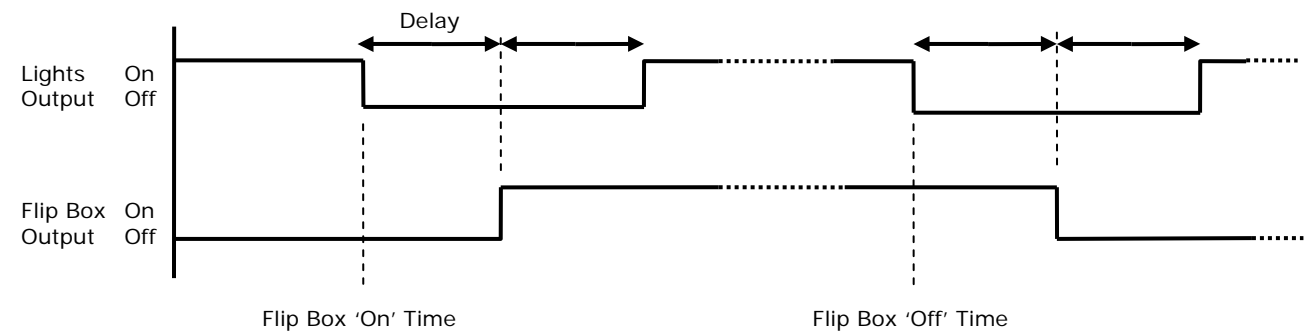 Delay
Lights On
Output Off
Flip Box On
Output Off
Flip Box ‘On’ Time
Flip Box ‘Off’ Time